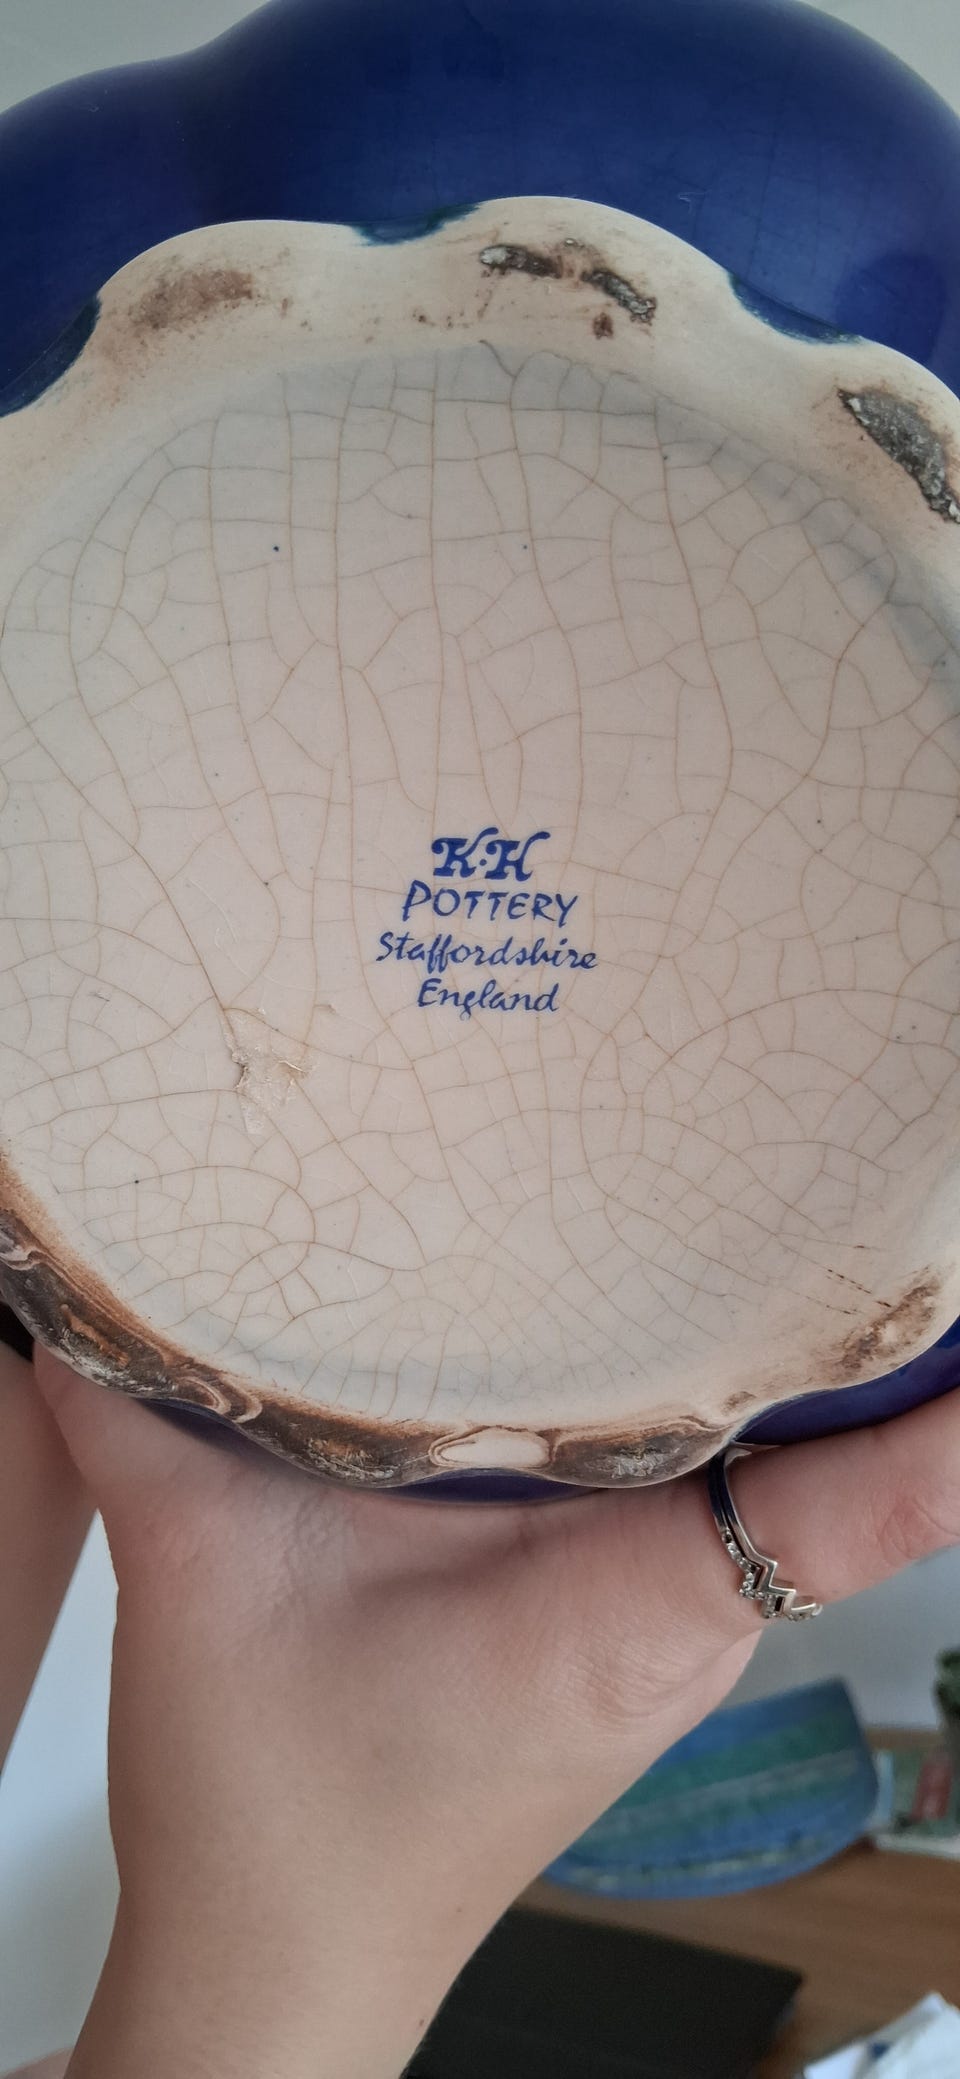 K·H
POTTERY
Staffordshire
England